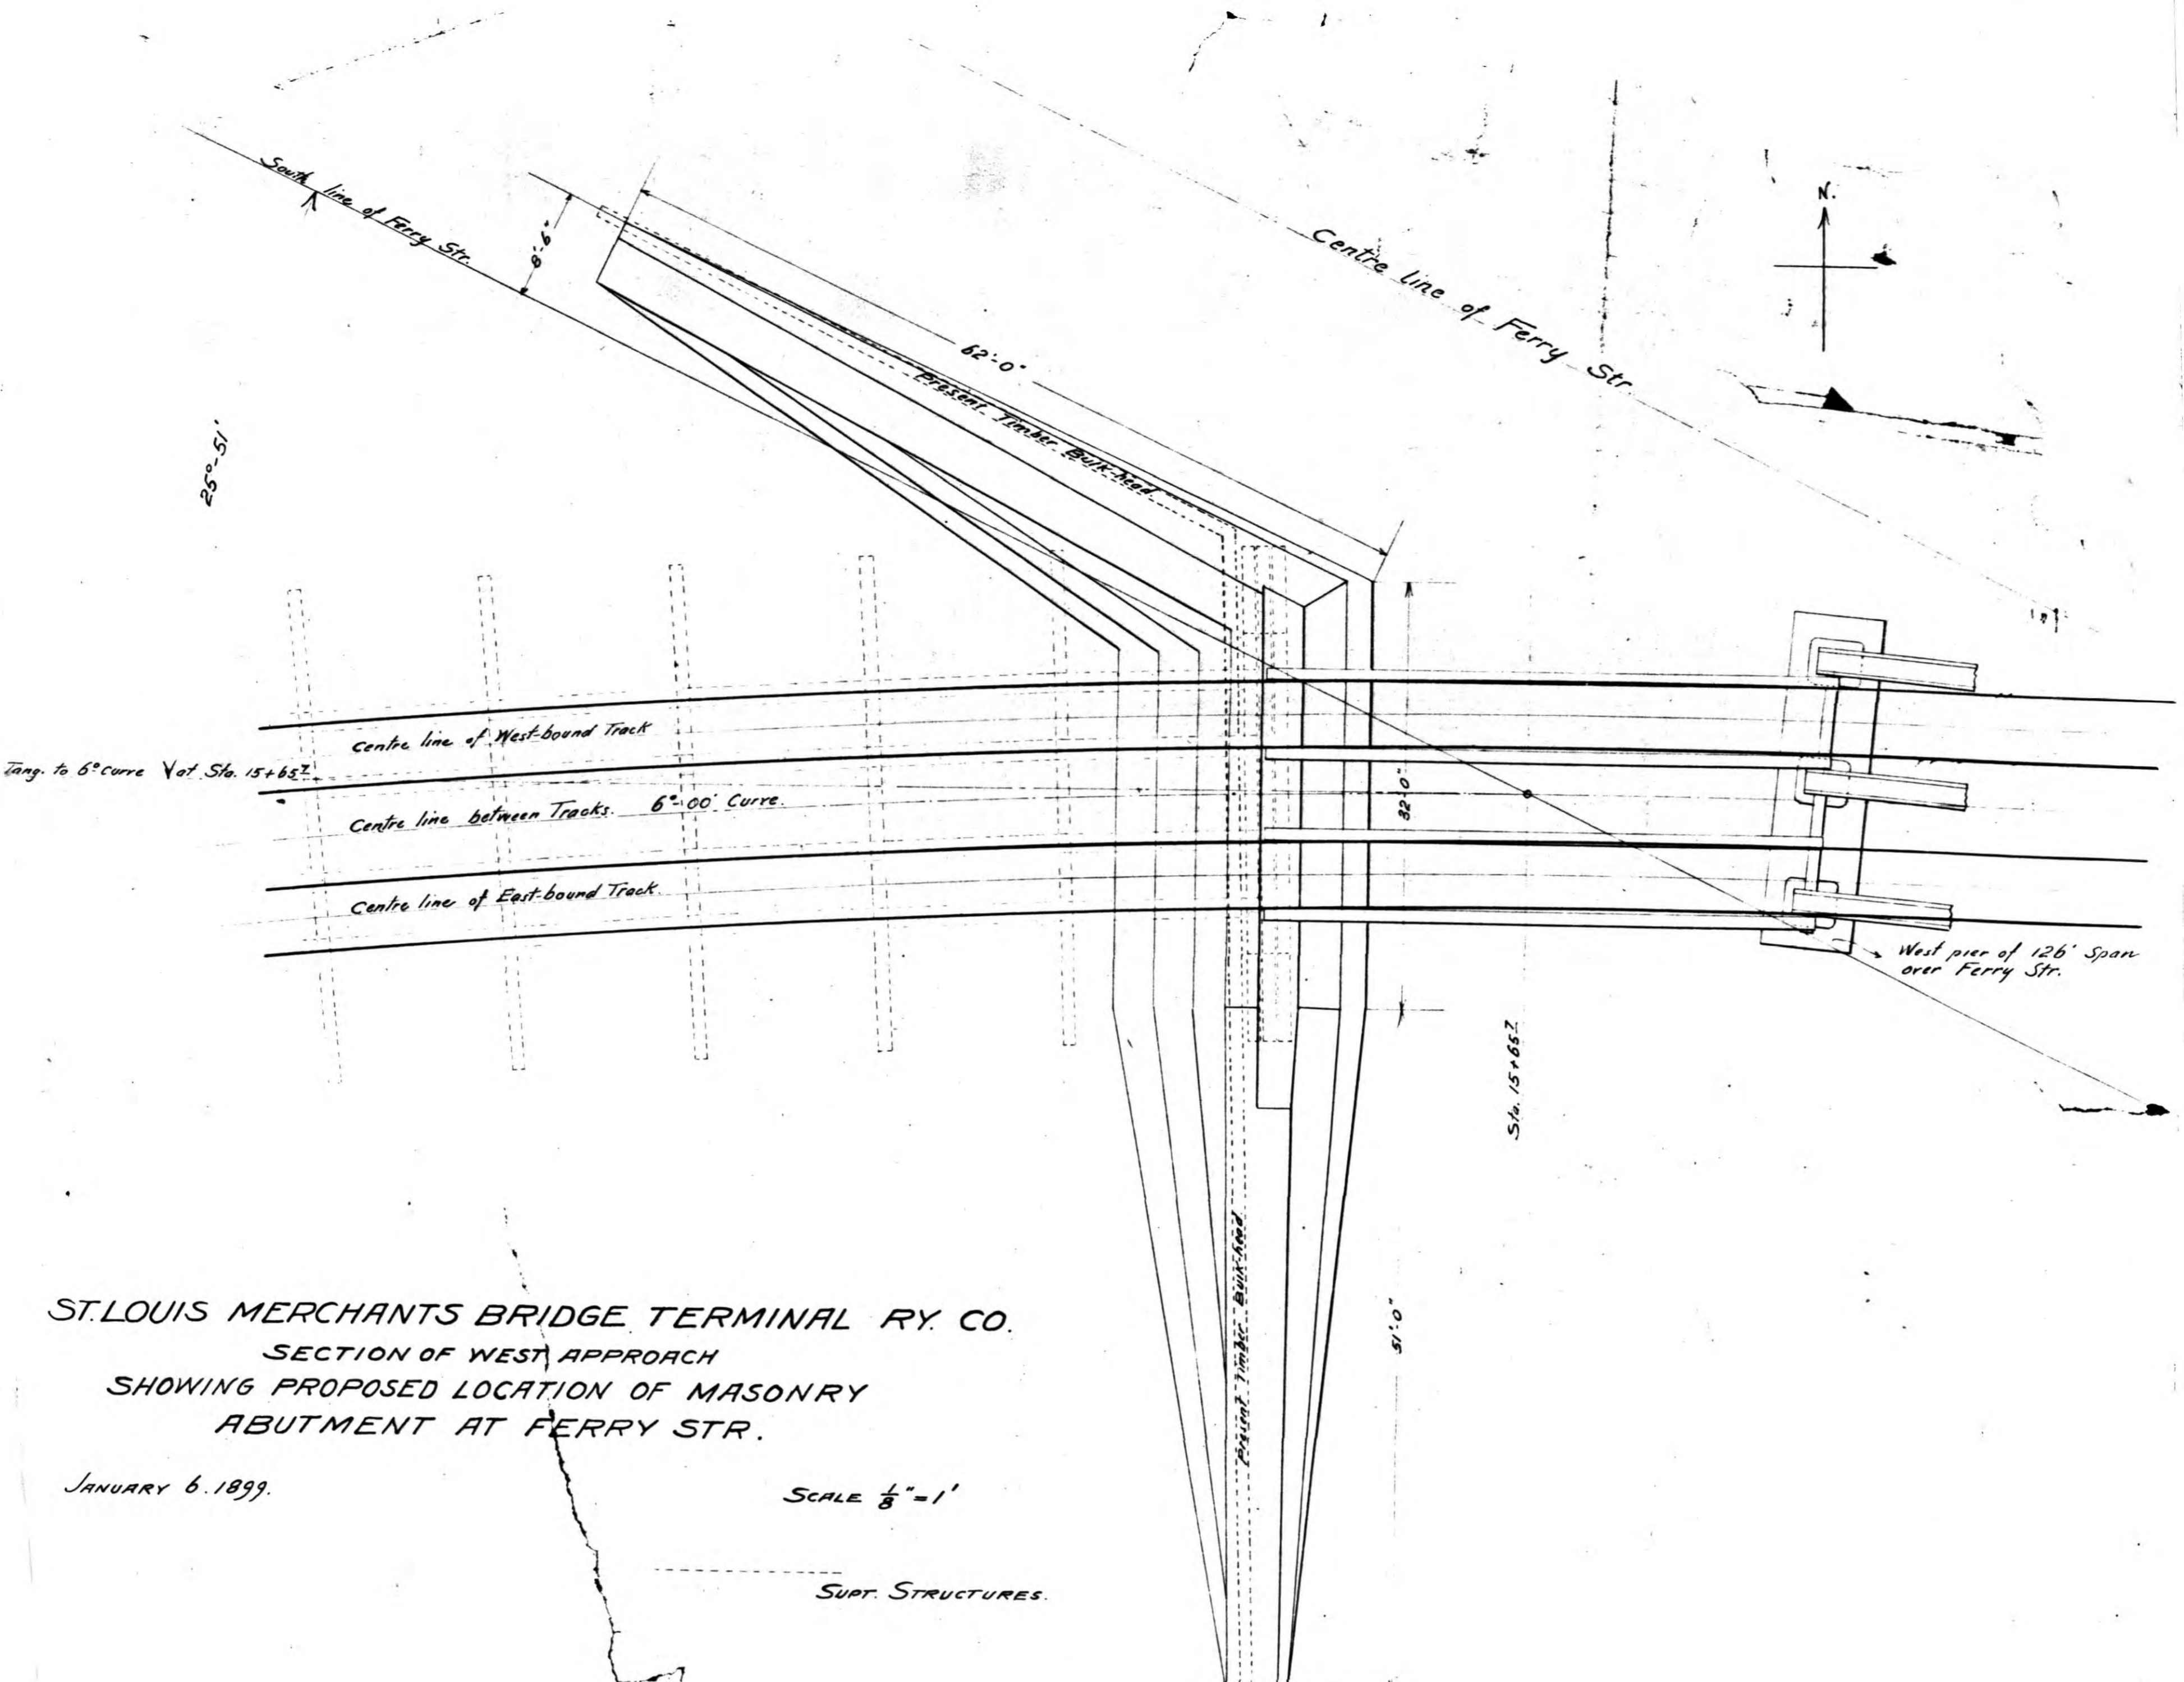 South line of Ferry Str.
8'-6"
62'-0"
Present Timber Bulk-head
Centre line of Ferry Str.
N.
25°-51'
Centre line of West-bound Track
Tang. to 6° curve V at Sta. 15+65⁷
Centre line between Tracks. 6°-00' Curve.
Centre line of East-bound Track.
32'-0"
West pier of 126' Span
over Ferry Str.
Sta. 15+65⁷
Present Timber Bulk-head
51'-0"
ST. LOUIS MERCHANTS BRIDGE TERMINAL RY. CO.
SECTION OF WEST APPROACH
SHOWING PROPOSED LOCATION OF MASONRY
ABUTMENT AT FERRY STR.
JANUARY 6. 1899.
SCALE 1/8" = 1'
SUPT. STRUCTURES.